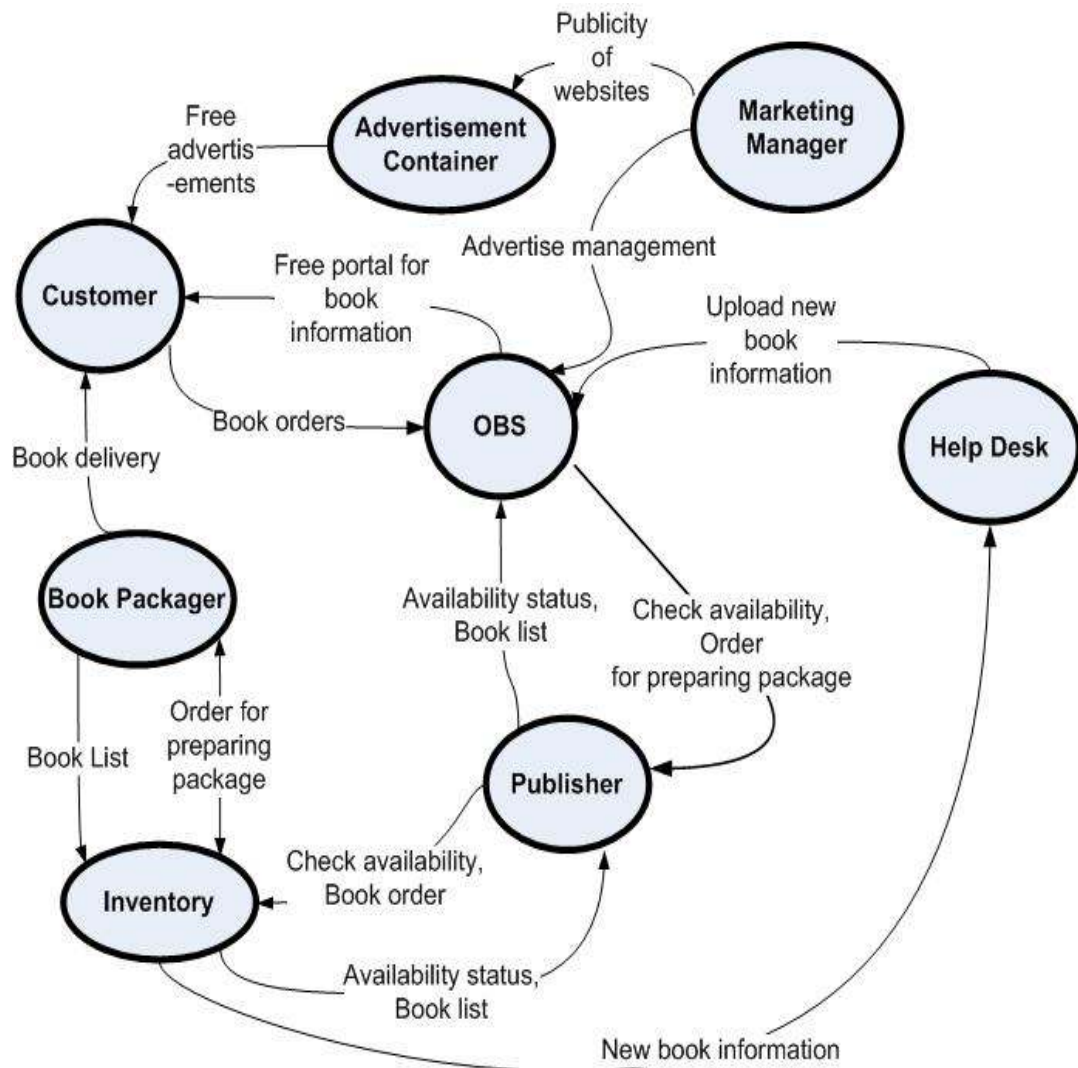 Publicity
of
websites
Marketing
Manager
Advertisement
Container
Free
advertis
-ements
Advertise management
Customer
Free portal for
book
information
Upload new
book
information
Book orders
OBS
Help Desk
Book delivery
Book Packager
Availability status,
Book list
Check availability,
Order
for preparing package
Book List
Order for
preparing
package
Publisher
Check availability,
Book order
Inventory
Availability status,
Book list
New book information